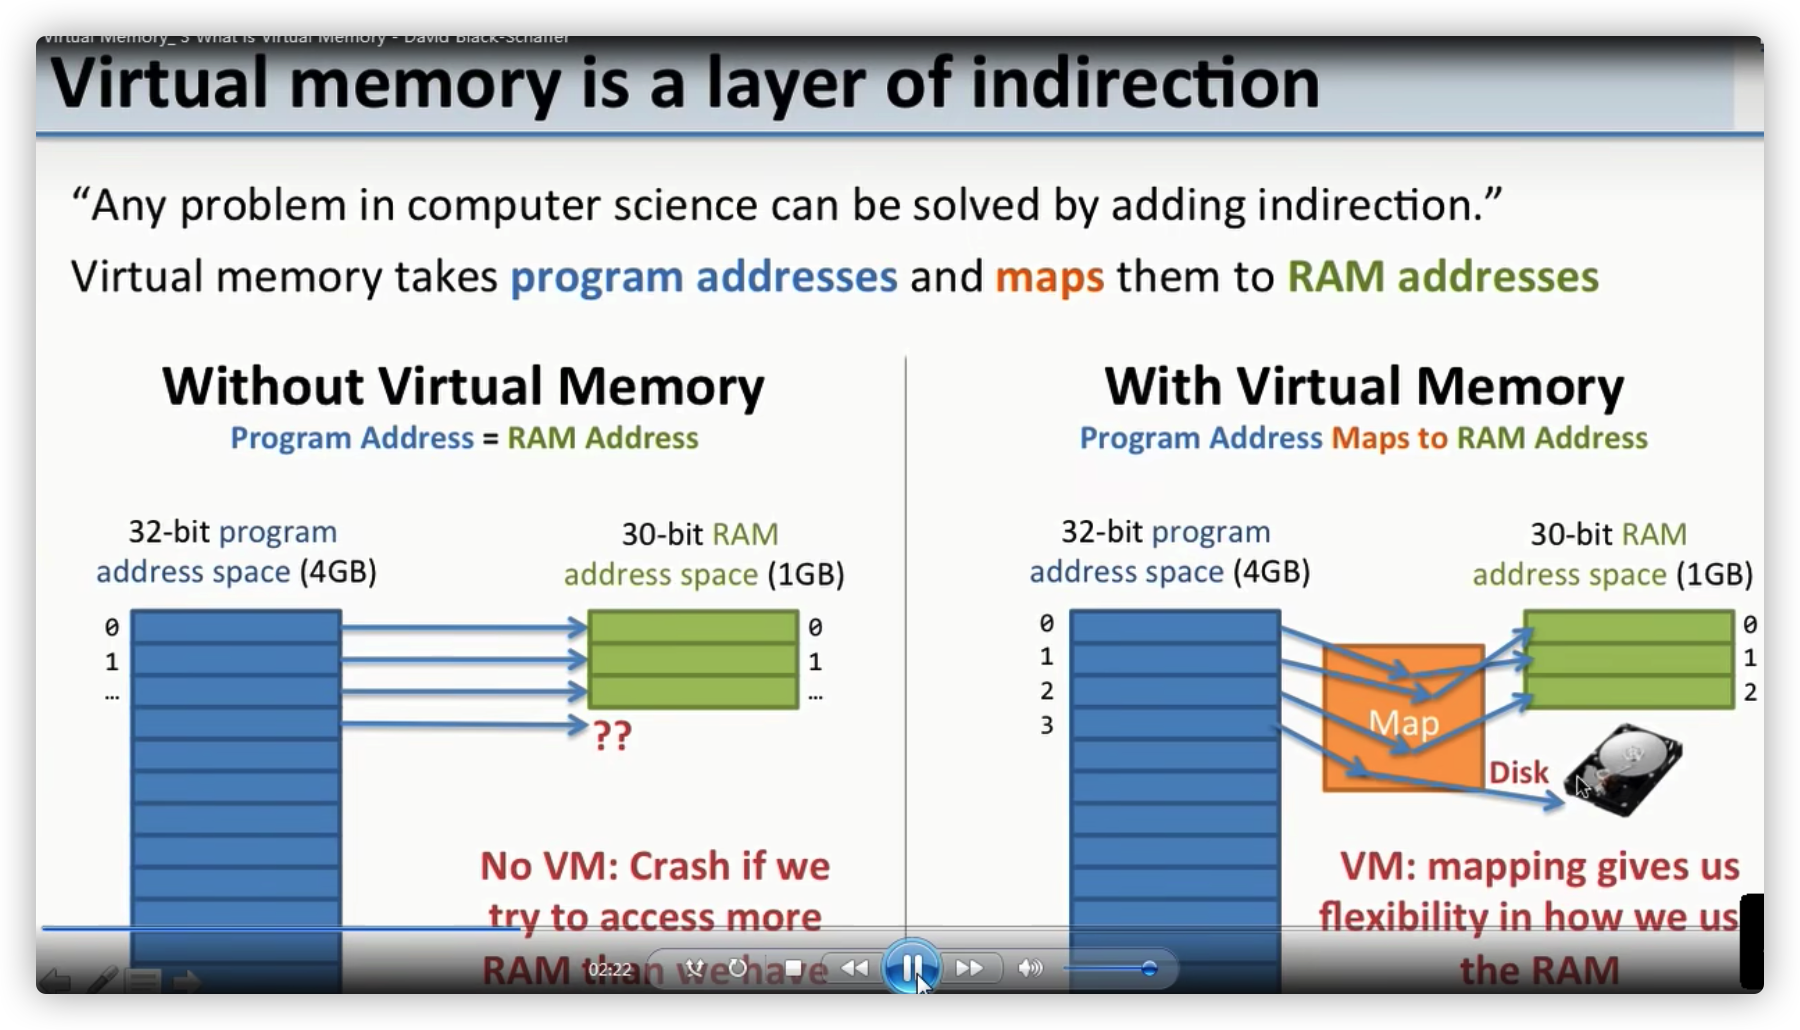 Virtual Memory_ 3 What is Virtual Memory - David Black-Schaffer
Virtual memory is a layer of indirection
“Any problem in computer science can be solved by adding indirection.”
Virtual memory takes program addresses and maps them to RAM addresses
Without Virtual Memory
Program Address = RAM Address
32-bit program
address space (4GB)
30-bit RAM
address space (1GB)
0
1
...
0
1
...
??
No VM: Crash if we
try to access more
RAM than we have
With Virtual Memory
Program Address Maps to RAM Address
32-bit program
address space (4GB)
30-bit RAM
address space (1GB)
0
1
2
3
Map
0
1
2
Disk
VM: mapping gives us
flexibility in how we us
the RAM
02:22